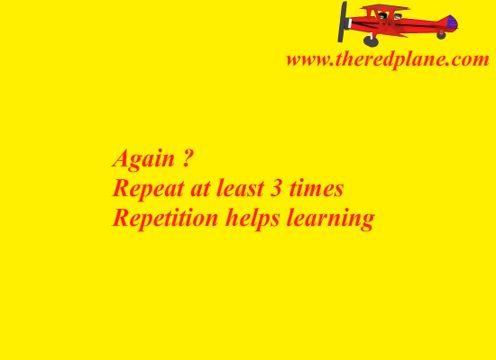 www.theredplane.com
Again ?
Repeat at least 3 times
Repetition helps learning